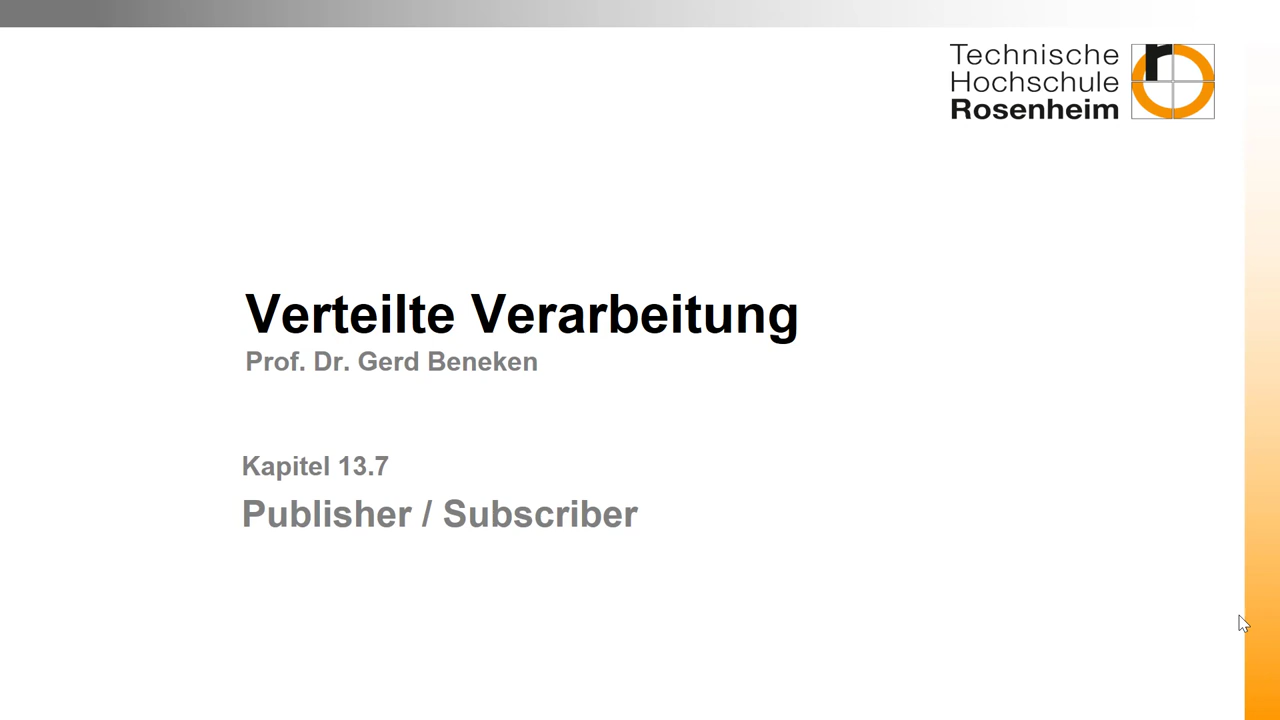 Technische
Hochschule
Rosenheim
Verteilte Verarbeitung
Prof. Dr. Gerd Beneken
Kapitel 13.7
Publisher / Subscriber